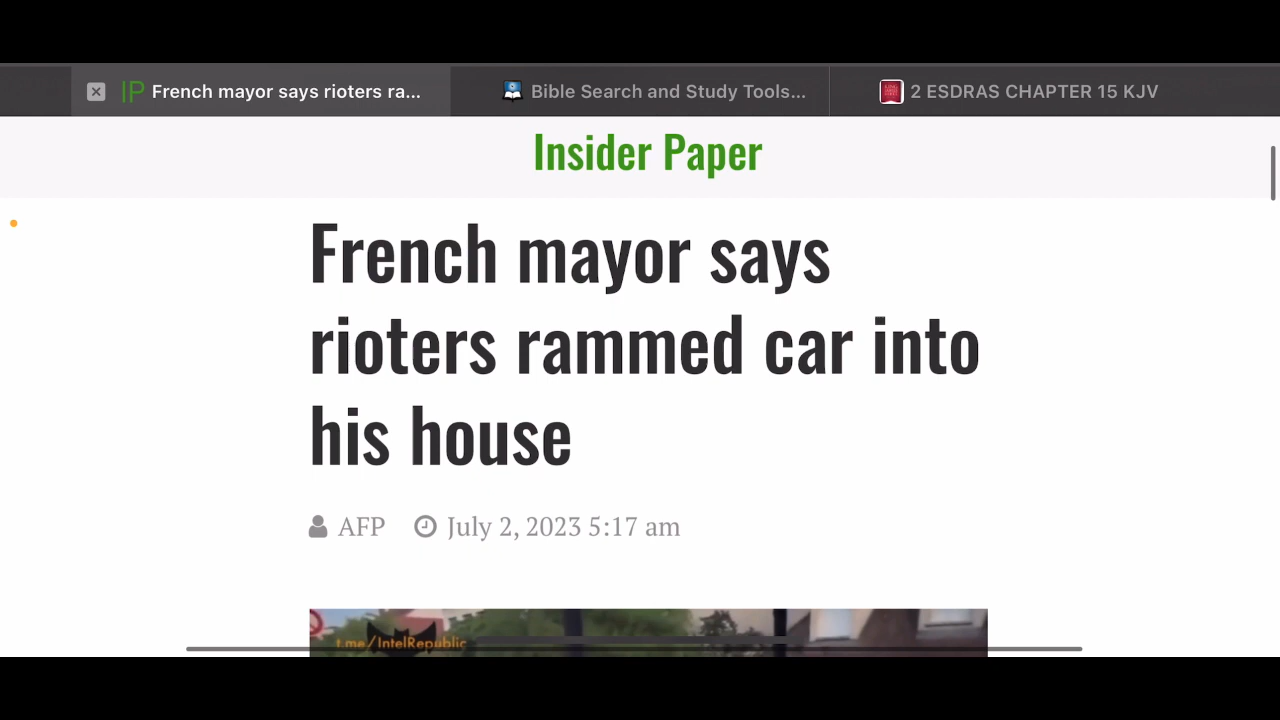 French mayor says rioters ra...
Bible Search and Study Tools...
2 ESDRAS CHAPTER 15 KJV
Insider Paper
French mayor says
rioters rammed car into
his house
AFP July 2, 2023 5:17 am
t.me/IntelRepublic